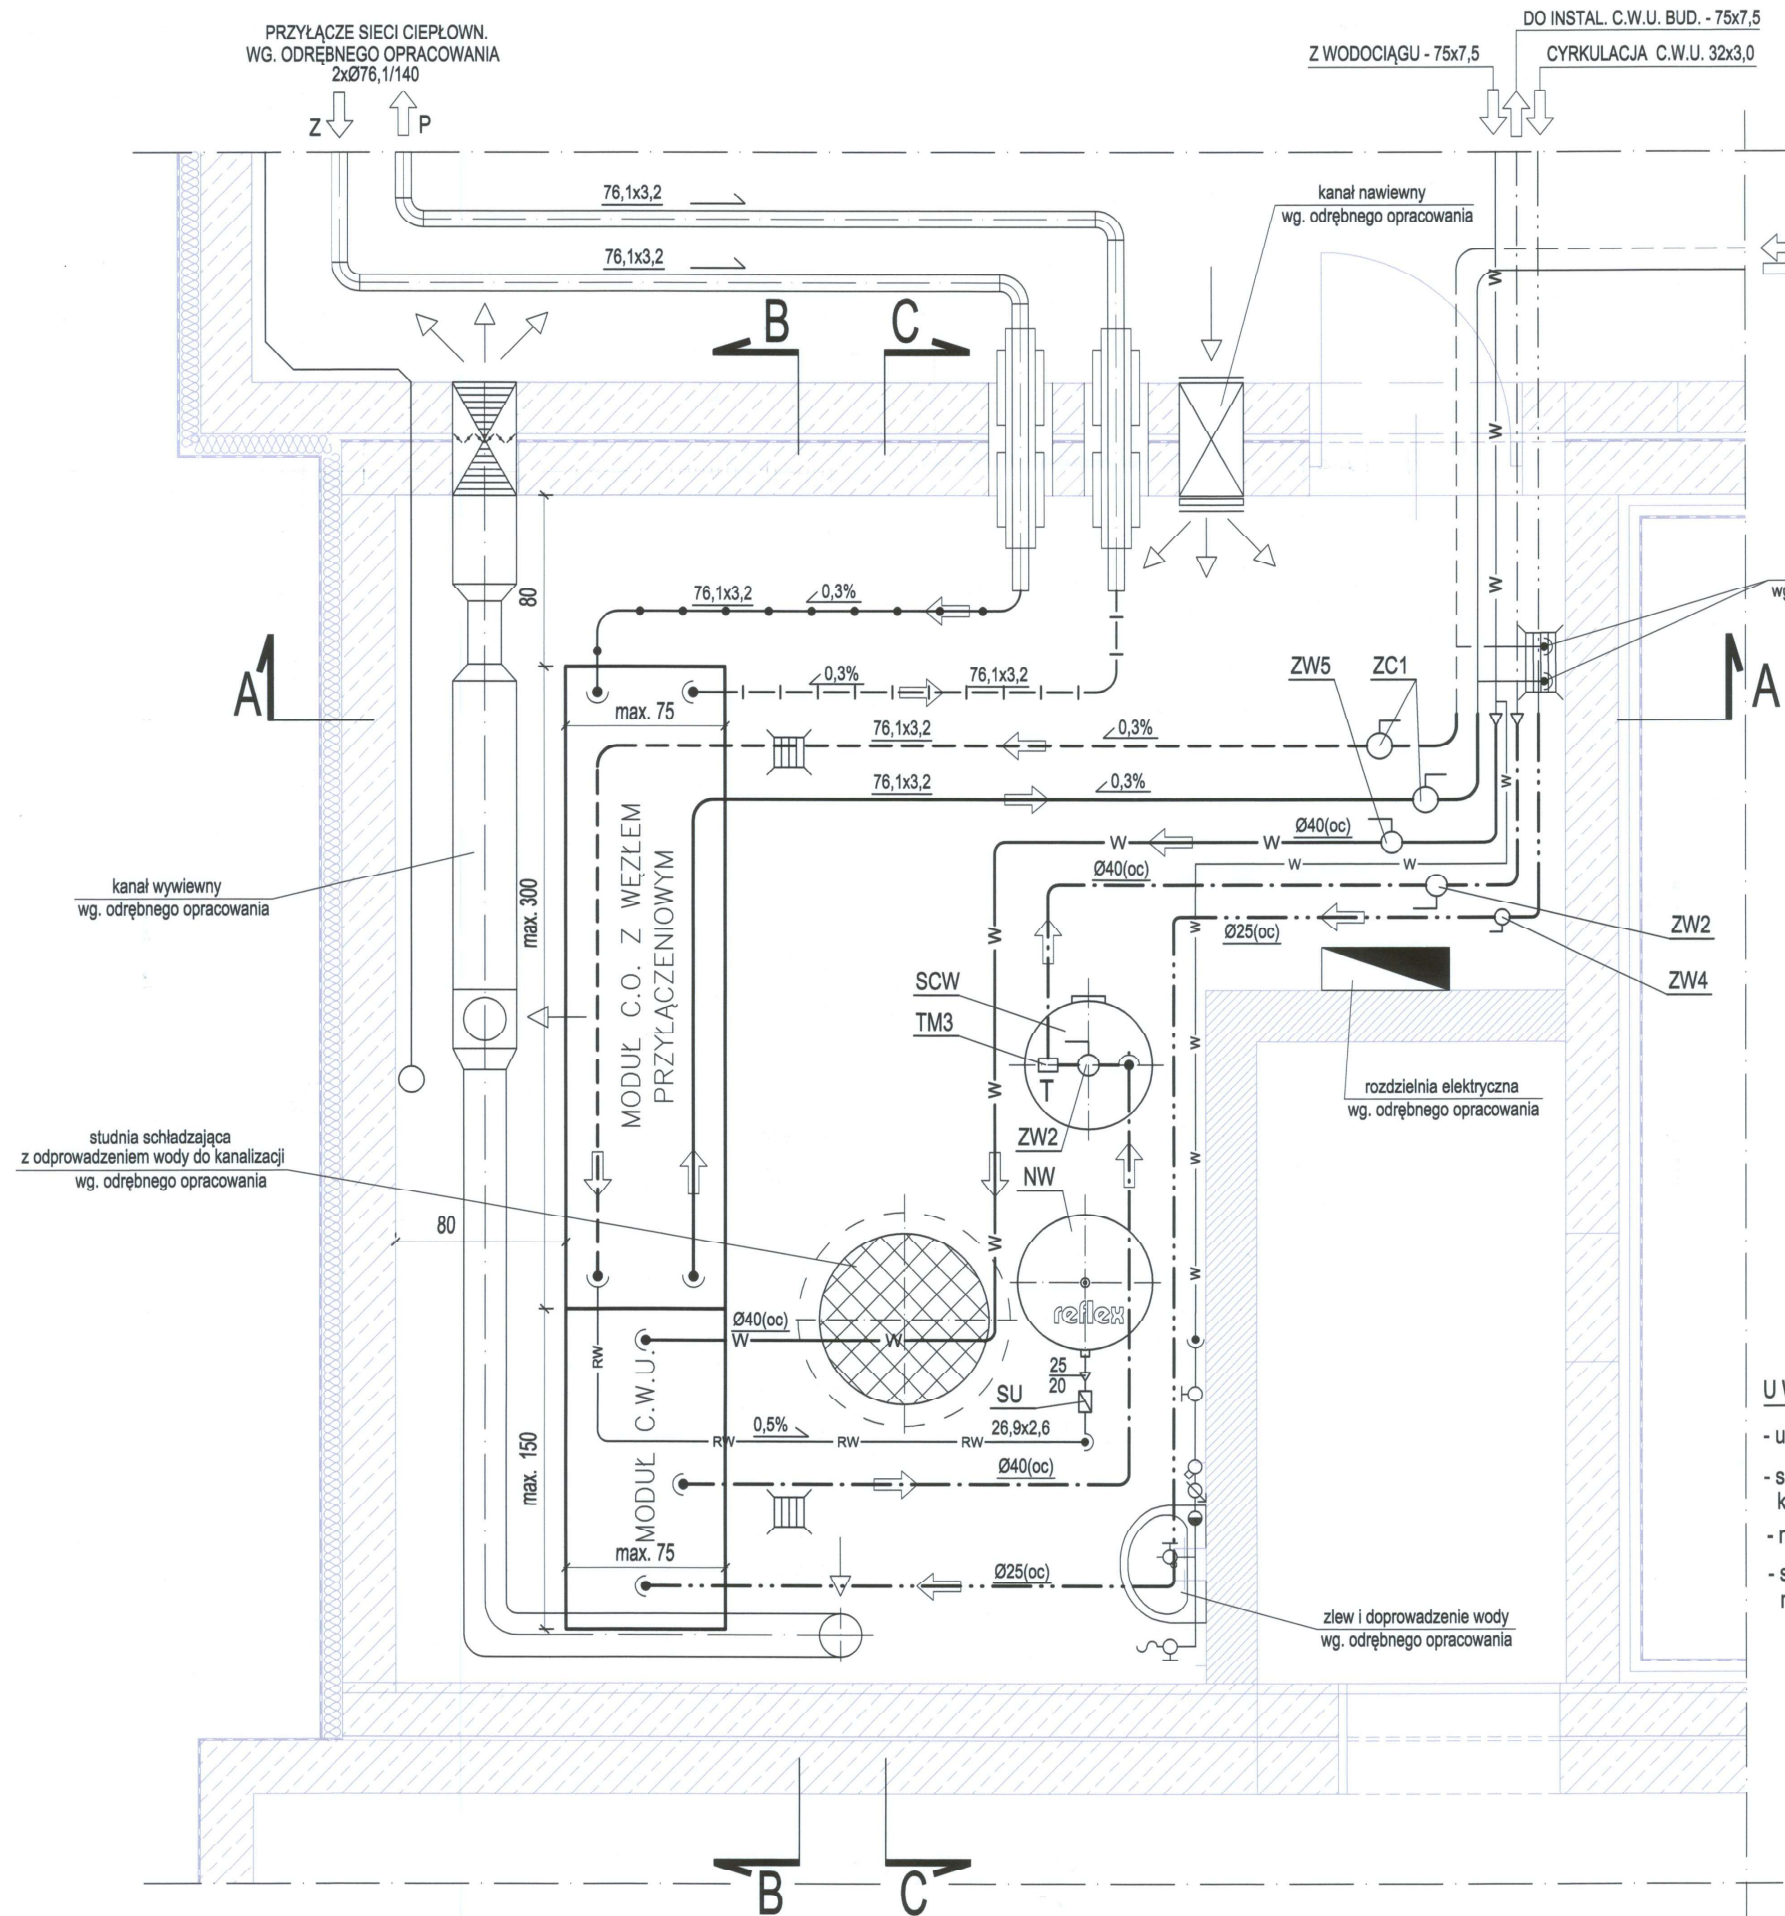 DO INSTAL. C.W.U. BUD. - 75x7,5
PRZYŁĄCZE SIECI CIEPŁOWN.
WG. ODRĘBNEGO OPRACOWANIA
2xØ76,1/140
Z WODOCIĄGU - 75x7,5
CYRKULACJA C.W.U. 32x3,0
Z
P
76,1x3,2
kanał nawiewny
wg. odrębnego opracowania
76,1x3,2
B
C
W
W
W
80
76,1x3,2
0,3%
wg
A
ZW5
ZC1
A
0,3%
76,1x3,2
max. 75
76,1x3,2
0,3%
76,1x3,2
0,3%
W
Ø40(oc)
W
W
W
W
Ø40(oc)
MODUŁ C.O. Z WĘZŁEM
PRZYŁĄCZENIOWYM
kanał wywiewny
wg. odrębnego opracowania
max. 300
W
W
Ø25(oc)
ZW2
ZW4
SCW
TM3
W
W
T
rozdzielnia elektryczna
wg. odrębnego opracowania
studnia schładzająca
z odprowadzeniem wody do kanalizacji
wg. odrębnego opracowania
ZW2
W
NW
80
W
W
reflex
Ø40(oc)
W
W
RW
MODUŁ C.W.U.
25
20
SU
U W
- u
0,5%
RW
RW
RW
26,9x2,6
max. 150
Ø40(oc)
- s
k
- r
max. 75
Ø25(oc)
- s
r
zlew i doprowadzenie wody
wg. odrębnego opracowania
B
C